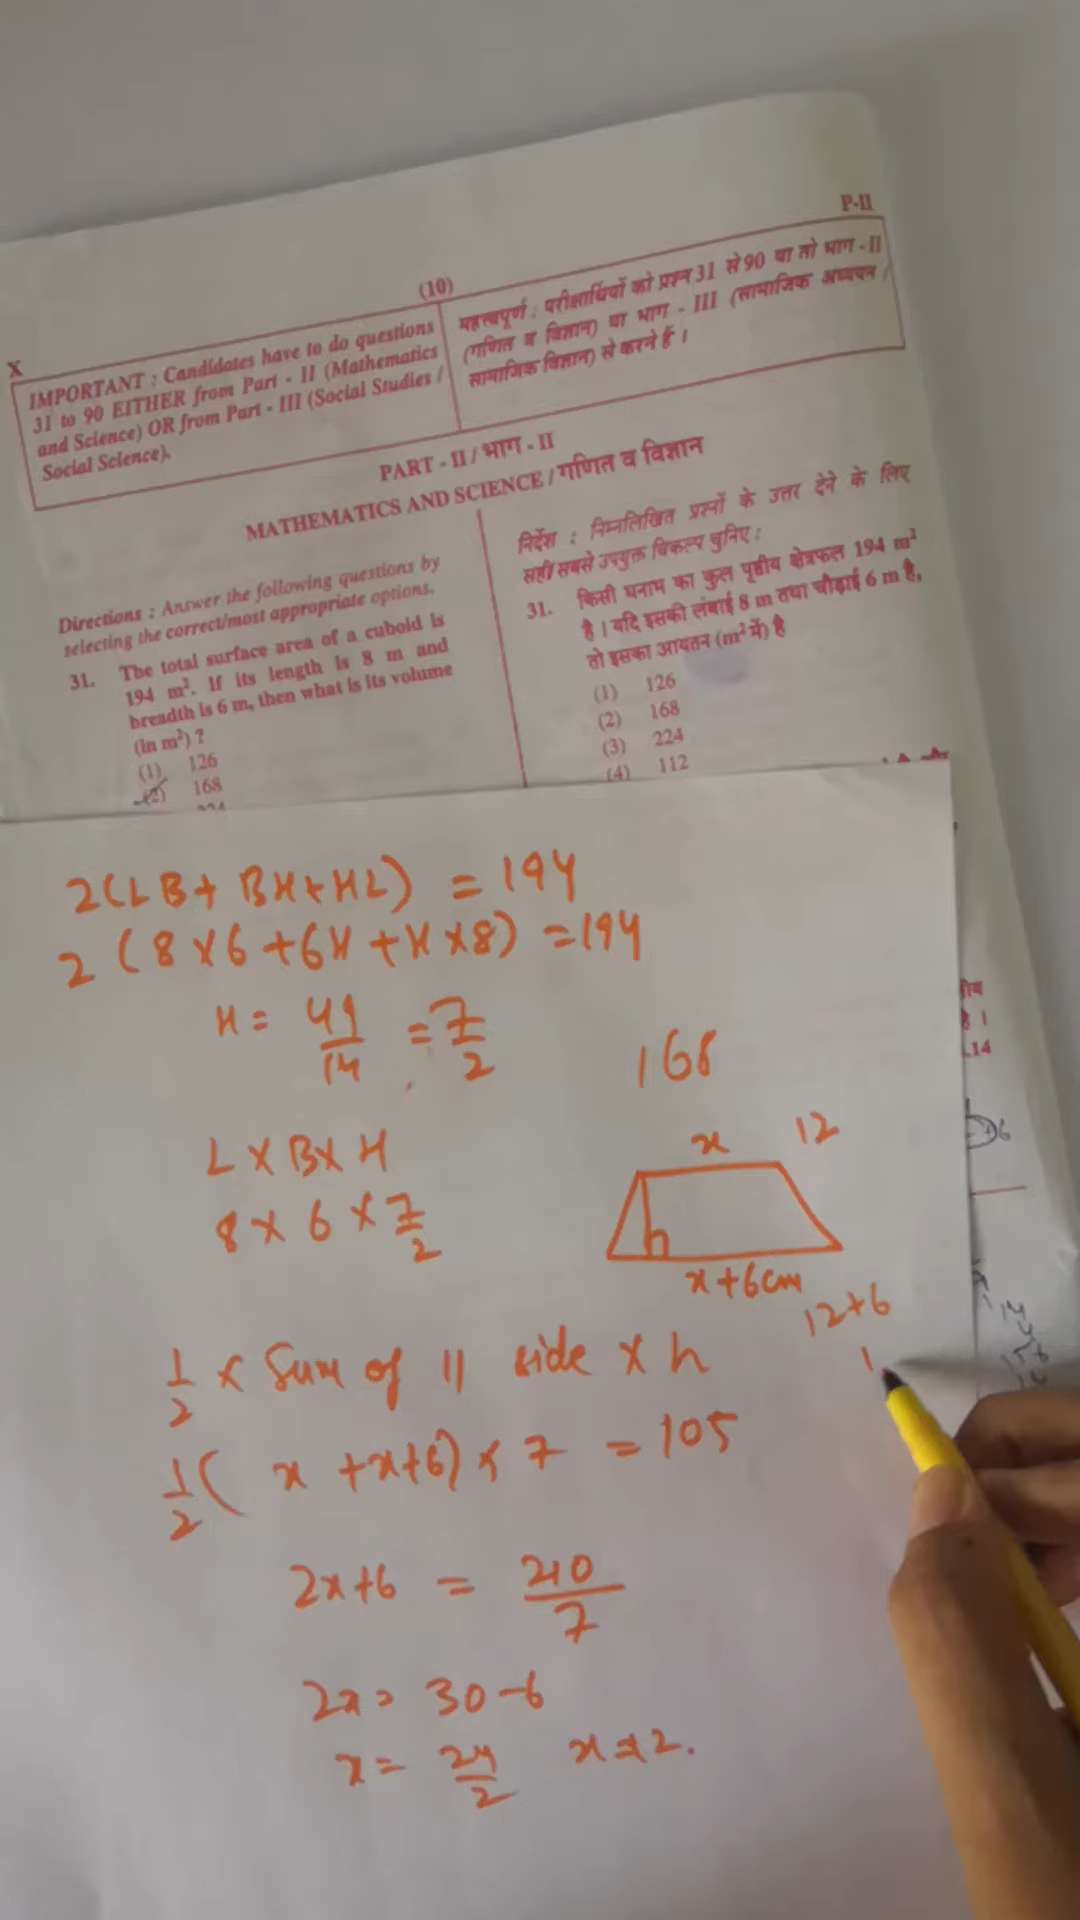 P-II
(10)
X
IMPORTANT : Candidates have to do questions
31 to 90 EITHER from Part - II (Mathematics
and Science) OR from Part - III (Social Studies /
Social Science).
महत्त्वपूर्ण : परीक्षार्थियों को प्रश्न 31 से 90 या तो भाग - II
(गणित व विज्ञान) या भाग - III (सामाजिक अध्ययन /
सामाजिक विज्ञान) से करने हैं ।
PART - II / भाग - II
MATHEMATICS AND SCIENCE / गणित व विज्ञान
Directions : Answer the following questions by
selecting the correct/most appropriate options.
31. The total surface area of a cuboid is
194 m². If its length is 8 m and
breadth is 6 m, then what is its volume
(in m³) ?
(1) 126
(2) 168
निर्देश : निम्नलिखित प्रश्नों के उत्तर देने के लिए
सही/सबसे उपयुक्त विकल्प चुनिए :
31. किसी घनाभ का कुल पृष्ठीय क्षेत्रफल 194 m²
है । यदि इसकी लंबाई 8 m तथा चौड़ाई 6 m है,
तो इसका आयतन (m³ में) है
(1) 126
(2) 168
(3) 224
(4) 112
2(LB+BH+HL) = 194
2 (8×6+6H+H×8) =194
H = 49/14 = 7/2
168
L×B×H
8×6×7/2
x 12
h
x+6cm
12+6
1/2 × Sum of || side × h
1/2 ( x +x+6) × 7 = 105
2x+6 = 210/7
2x= 30-6
x= 24/2 x=12.
.14
6